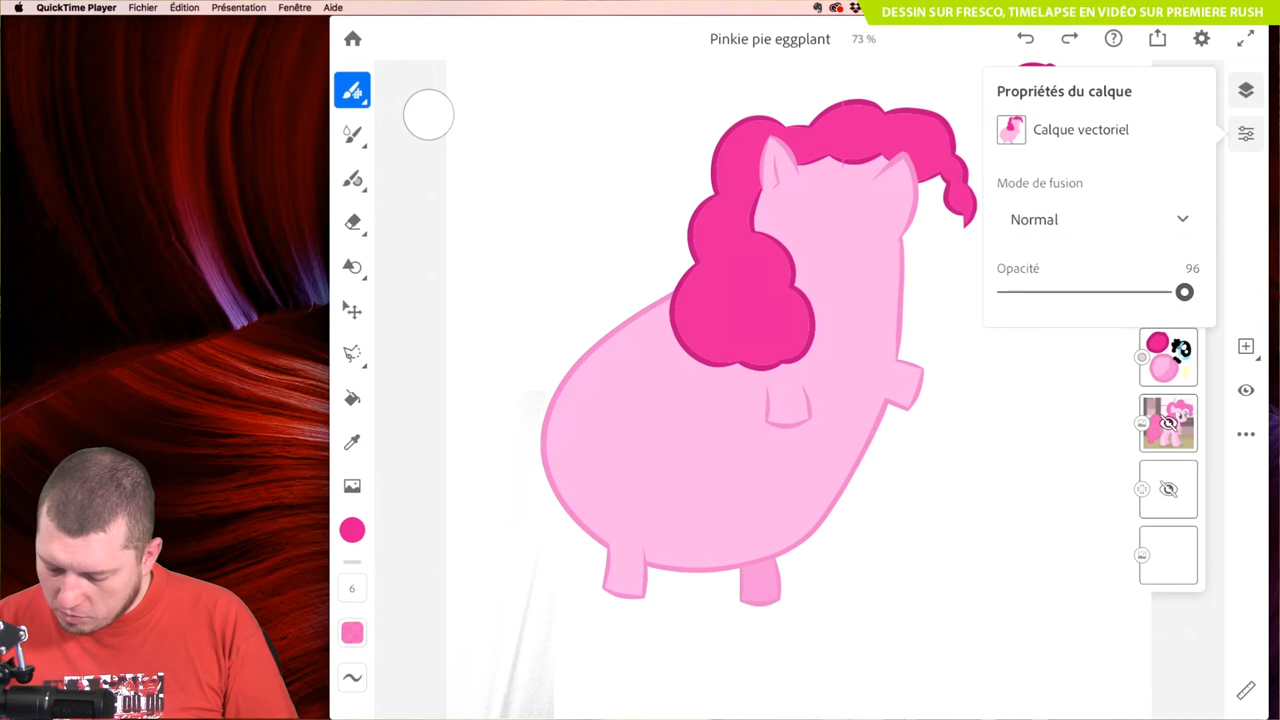 QuickTime Player Fichier Édition Présentation Fenêtre Aide
DESSIN SUR FRESCO, TIMELAPSE EN VIDÉO SUR PREMIERE RUSH
Pinkie pie eggplant 73 %
Propriétés du calque
Calque vectoriel
Mode de fusion
Normal
Opacité 96
6